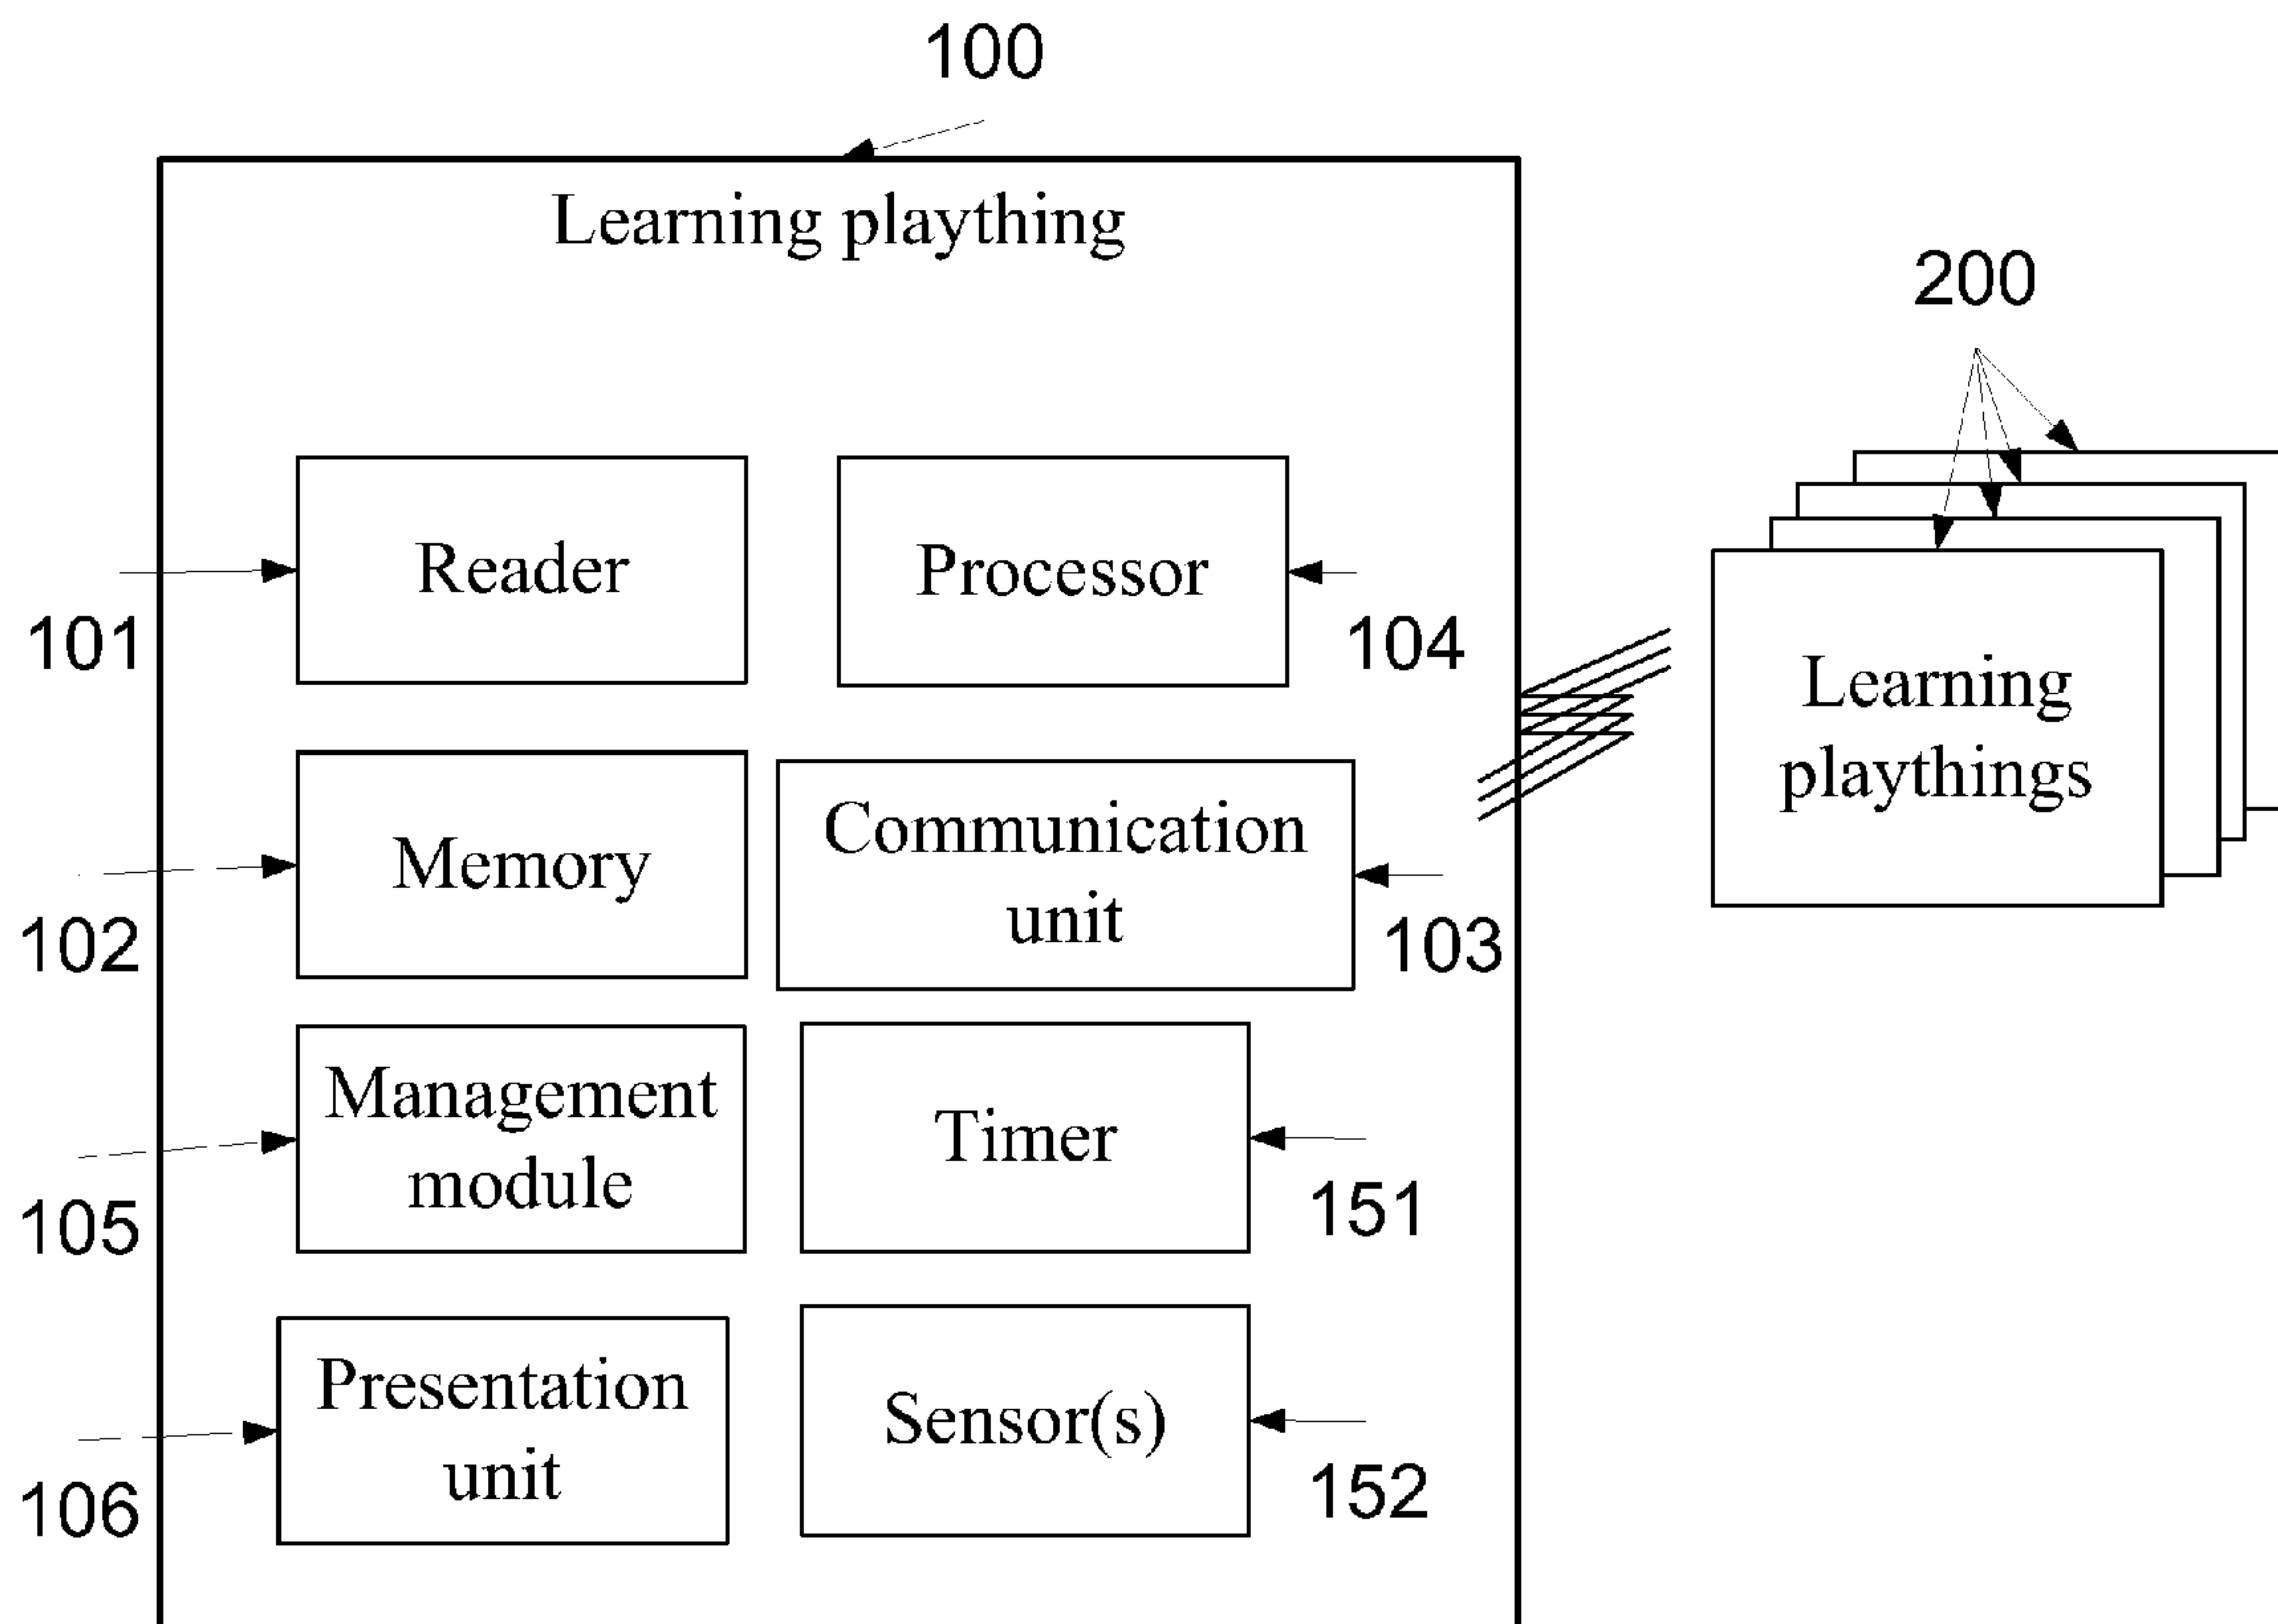 100
Learning plaything
200
Reader
Processor
101
104
Learning
playthings
Memory
Communication
unit
102
103
Management
module
Timer
105
151
Presentation
unit
Sensor(s)
106
152